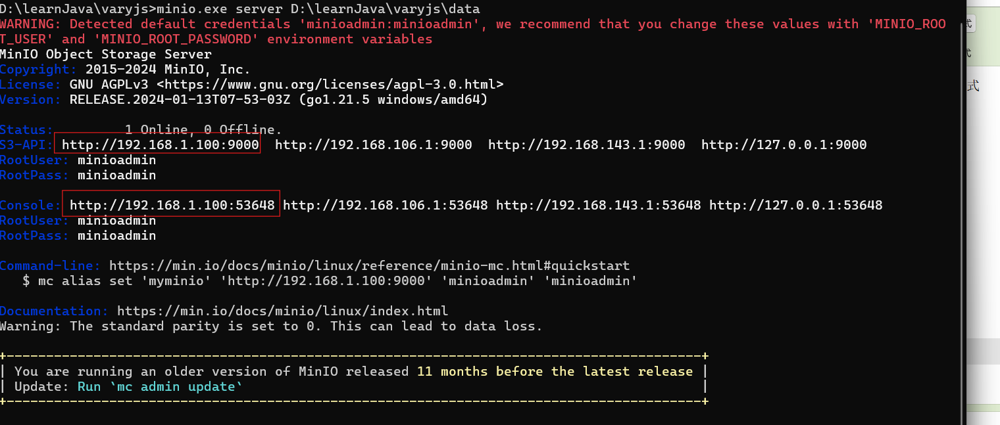 D:\learnJava\varyjs>minio.exe server D:\learnJava\varyjs\data
WARNING: Detected default credentials 'minioadmin:minioadmin', we recommend that you change these values with 'MINIO_ROO
T_USER' and 'MINIO_ROOT_PASSWORD' environment variables
MinIO Object Storage Server
Copyright: 2015-2024 MinIO, Inc.
License: GNU AGPLv3 <https://www.gnu.org/licenses/agpl-3.0.html>
Version: RELEASE.2024-01-13T07-53-03Z (go1.21.5 windows/amd64)
Status:         1 Online, 0 Offline.
S3-API: http://192.168.1.100:9000  http://192.168.106.1:9000  http://192.168.143.1:9000  http://127.0.0.1:9000
RootUser: minioadmin
RootPass: minioadmin
Console: http://192.168.1.100:53648 http://192.168.106.1:53648 http://192.168.143.1:53648 http://127.0.0.1:53648
RootUser: minioadmin
RootPass: minioadmin
Command-line: https://min.io/docs/minio/linux/reference/minio-mc.html#quickstart
   $ mc alias set 'myminio' 'http://192.168.1.100:9000' 'minioadmin' 'minioadmin'
Documentation: https://min.io/docs/minio/linux/index.html
Warning: The standard parity is set to 0. This can lead to data loss.
You are running an older version of MinIO released 11 months before the latest release
Update: Run `mc admin update`
式
式
式